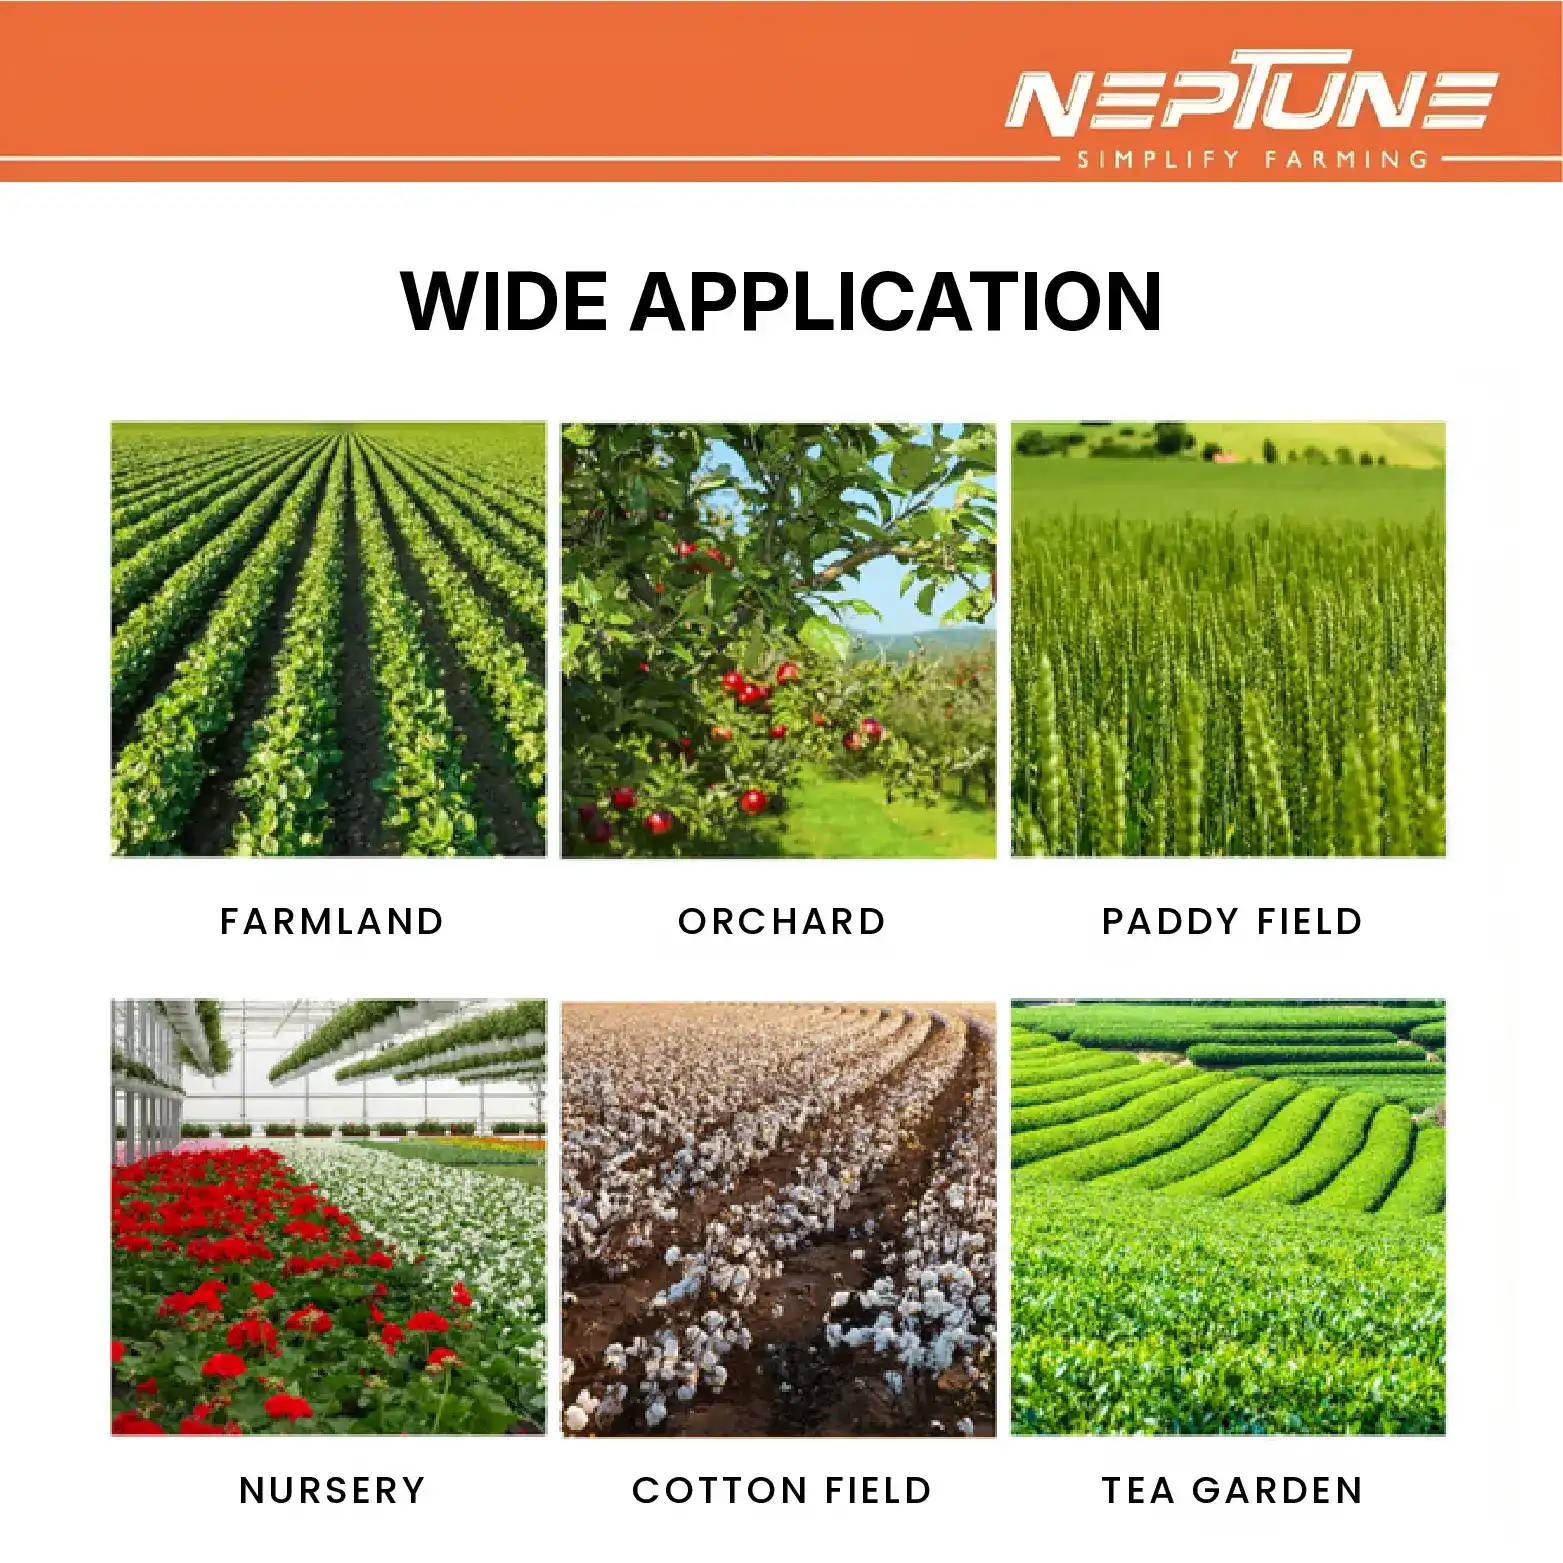 NEPTUNE
SIMPLIFY FARMING
WIDE APPLICATION
FARMLAND
ORCHARD
PADDY FIELD
NURSERY
COTTON FIELD
TEA GARDEN